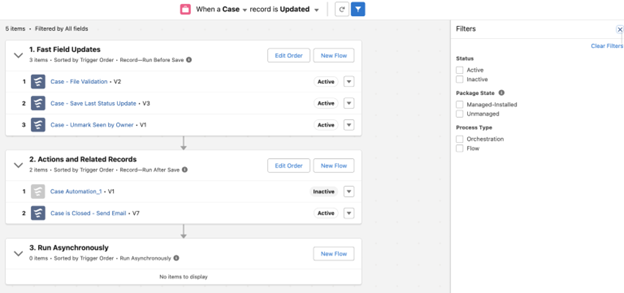 When a Case record is Updated
5 items • Filtered by All fields
1. Fast Field Updates
3 items • Sorted by Trigger Order • Record—Run Before Save
Edit Order
New Flow
1 Case - File Validation • V2 Active
2 Case - Save Last Status Update • V3 Active
3 Case - Unmark Seen by Owner • V1 Active
2. Actions and Related Records
2 items • Sorted by Trigger Order • Record—Run After Save
Edit Order
New Flow
1 Case Automation_1 • V1 Inactive
2 Case is Closed - Send Email • V7 Active
3. Run Asynchronously
0 items • Sorted by Trigger Order - Run Asynchronously
New Flow
No items to display
Filters
Clear Filters
Status
Active
Inactive
Package State
Managed-Installed
Unmanaged
Process Type
Orchestration
Flow